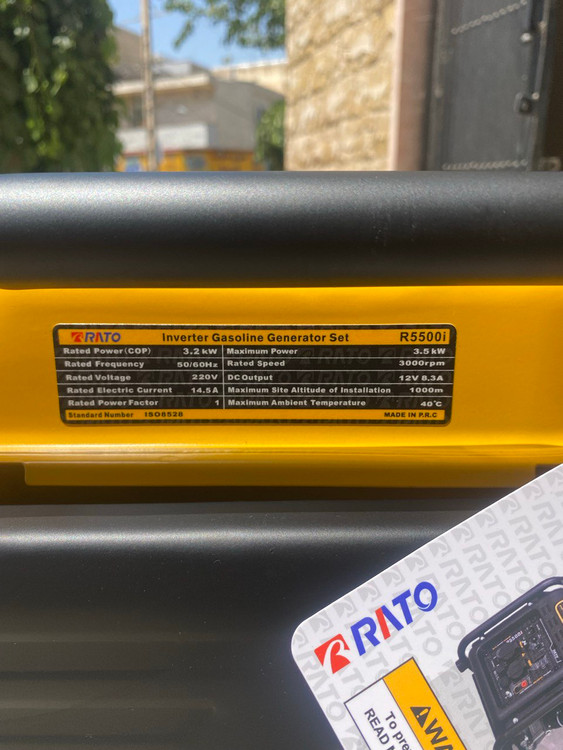 RATO Inverter Gasoline Generator Set R5500i
Rated Power(COP) 3.2 kW Maximum Power 3.5 kW
Rated Frequency 50/60Hz Rated Speed 3000rpm
Rated Voltage 220V DC Output 12V 8.3A
Rated Electric Current 14.5A Maximum Site Altitude of Installation 1000m
Rated Power Factor 1 Maximum Ambient Temperature 40℃
Standard Number ISO8528 MADE IN P.R.C
RATO
WA
To pre
READ